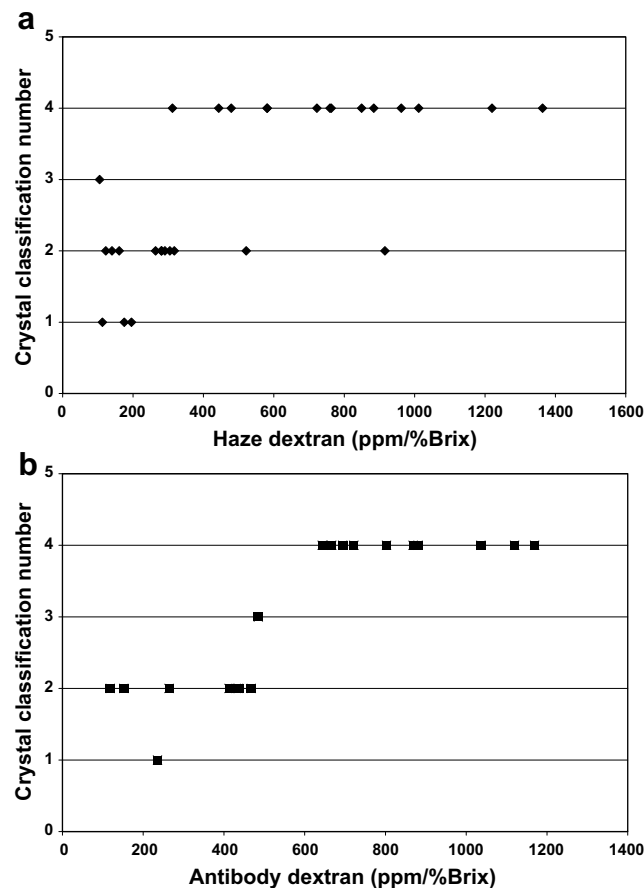 a
5
4
3
2
1
0
0 200 400 600 800 1000 1200 1400 1600
Crystal classification number
Haze dextran (ppm/%Brix)
b
5
4
3
2
1
0
0 200 400 600 800 1000 1200 1400
Crystal classification number
Antibody dextran (ppm/%Brix)